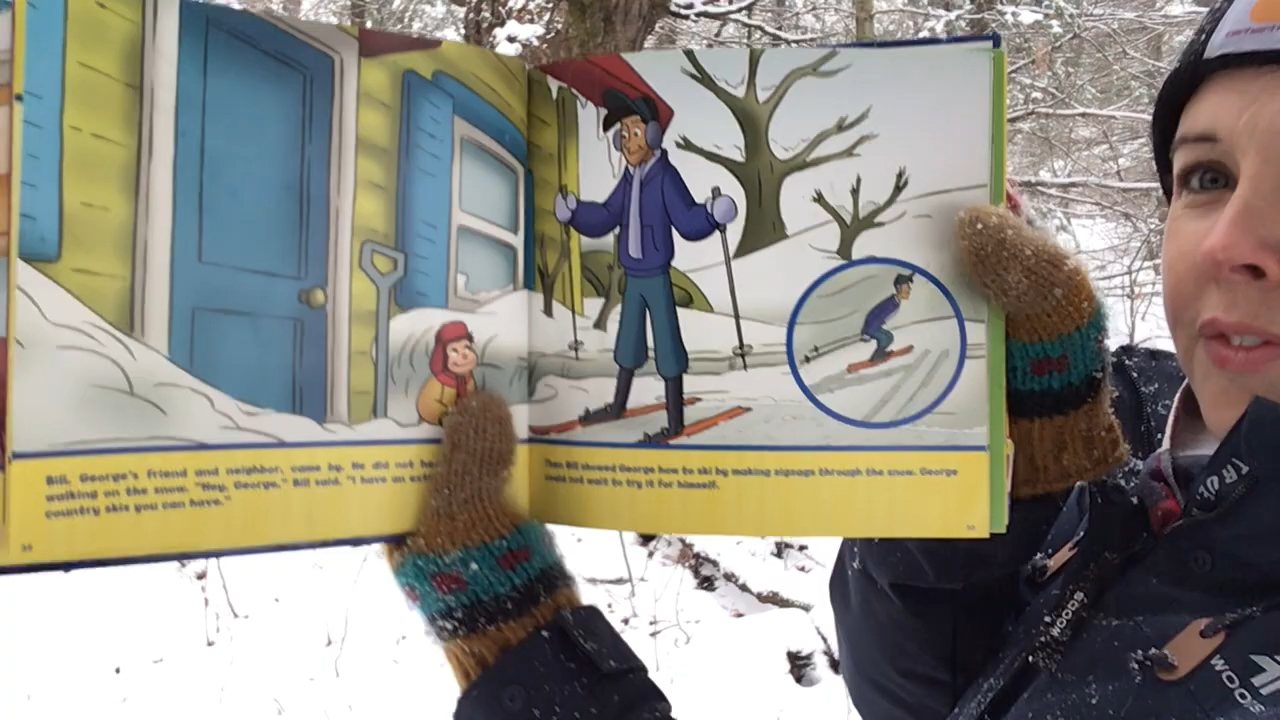 Bill, George's friend and neighbor, came by. He did not
walking on the snow. "Hey, George," Bill said. "I have an
country skis you can have."
Then Bill showed George how to ski by making zigzags through the snow. George
could not wait to try it for himself.
WOODS
WOODS